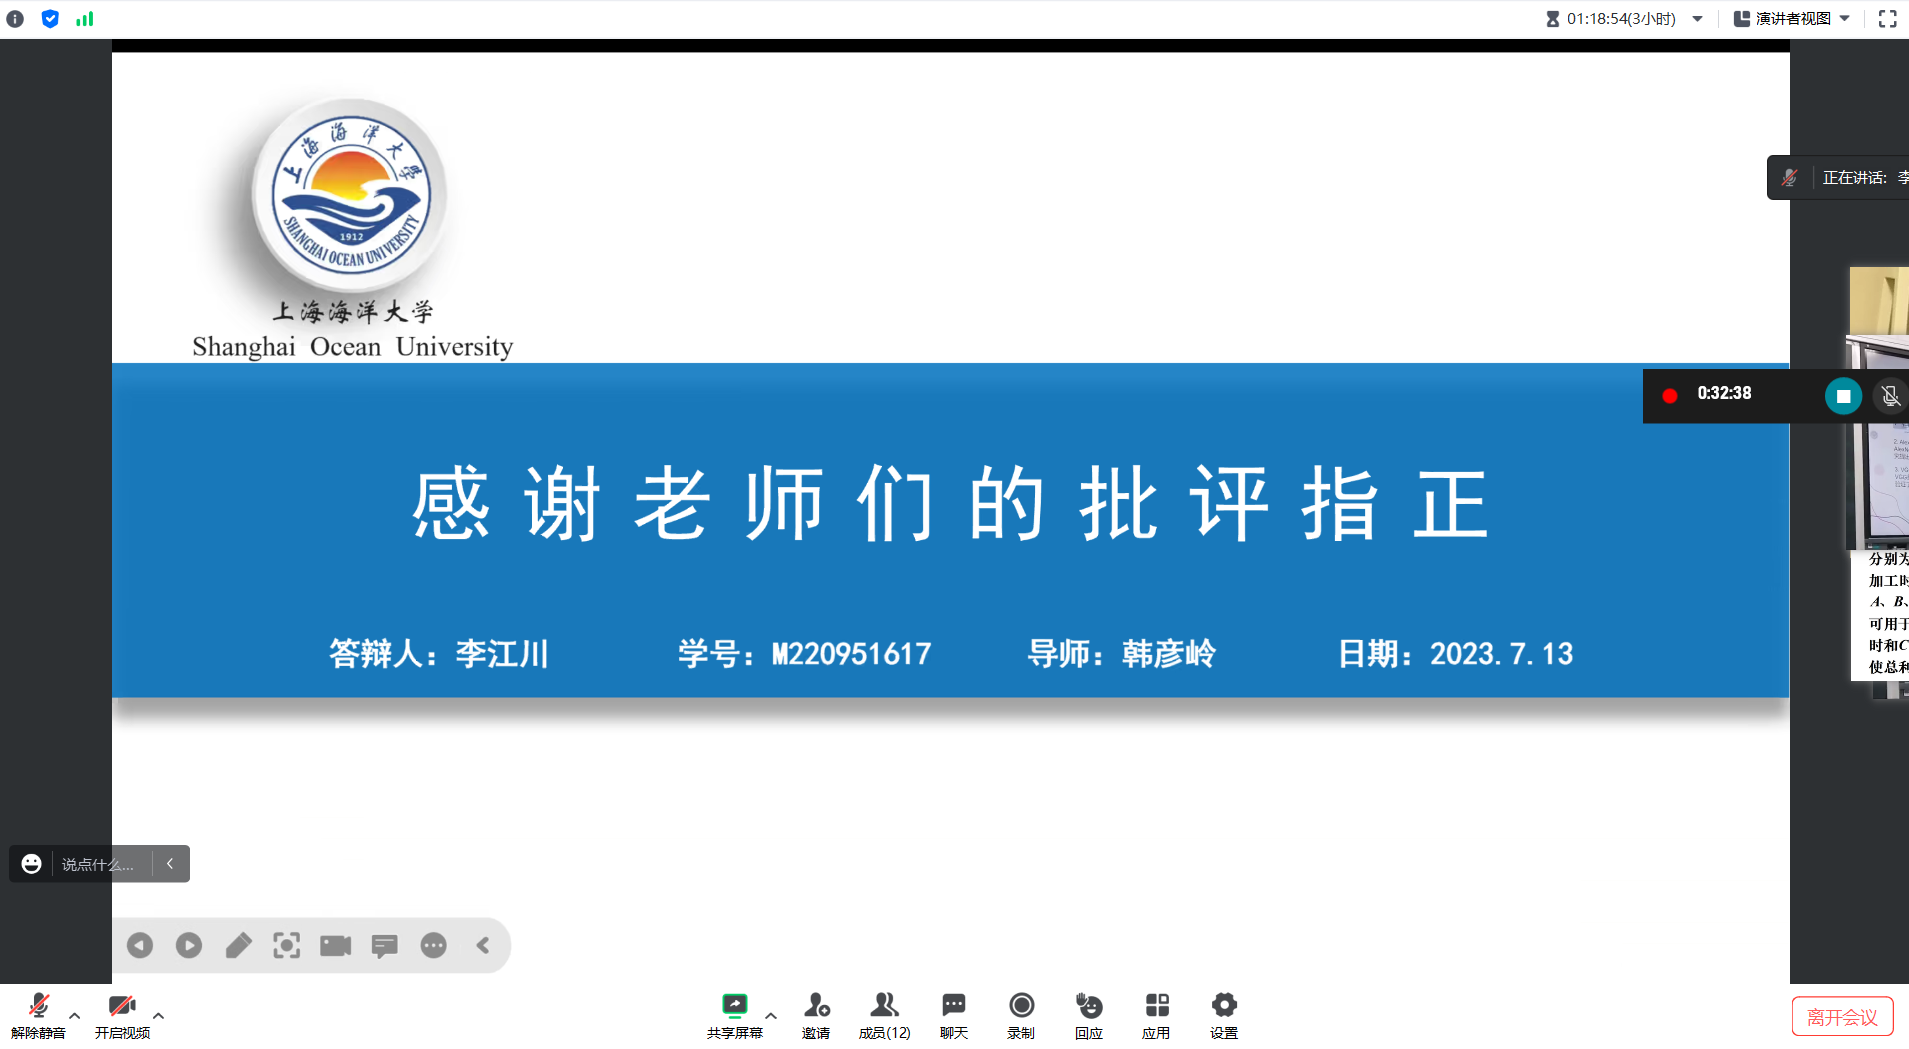 01:18:54(3小时)
演讲者视图
上海海洋大学
SHANGHAI OCEAN UNIVERSITY
1912
上海海洋大学
Shanghai Ocean University
正在讲话: 李
0:32:38
感谢老师们的批评指正
答辩人：李江川
学号：M220951617
导师：韩彦岭
日期：2023.7.13
分别为
加工时
A、B、
可用于
时和C
使总利
说点什么...
解除静音
开启视频
共享屏幕
邀请
成员(12)
聊天
录制
回应
应用
设置
离开会议